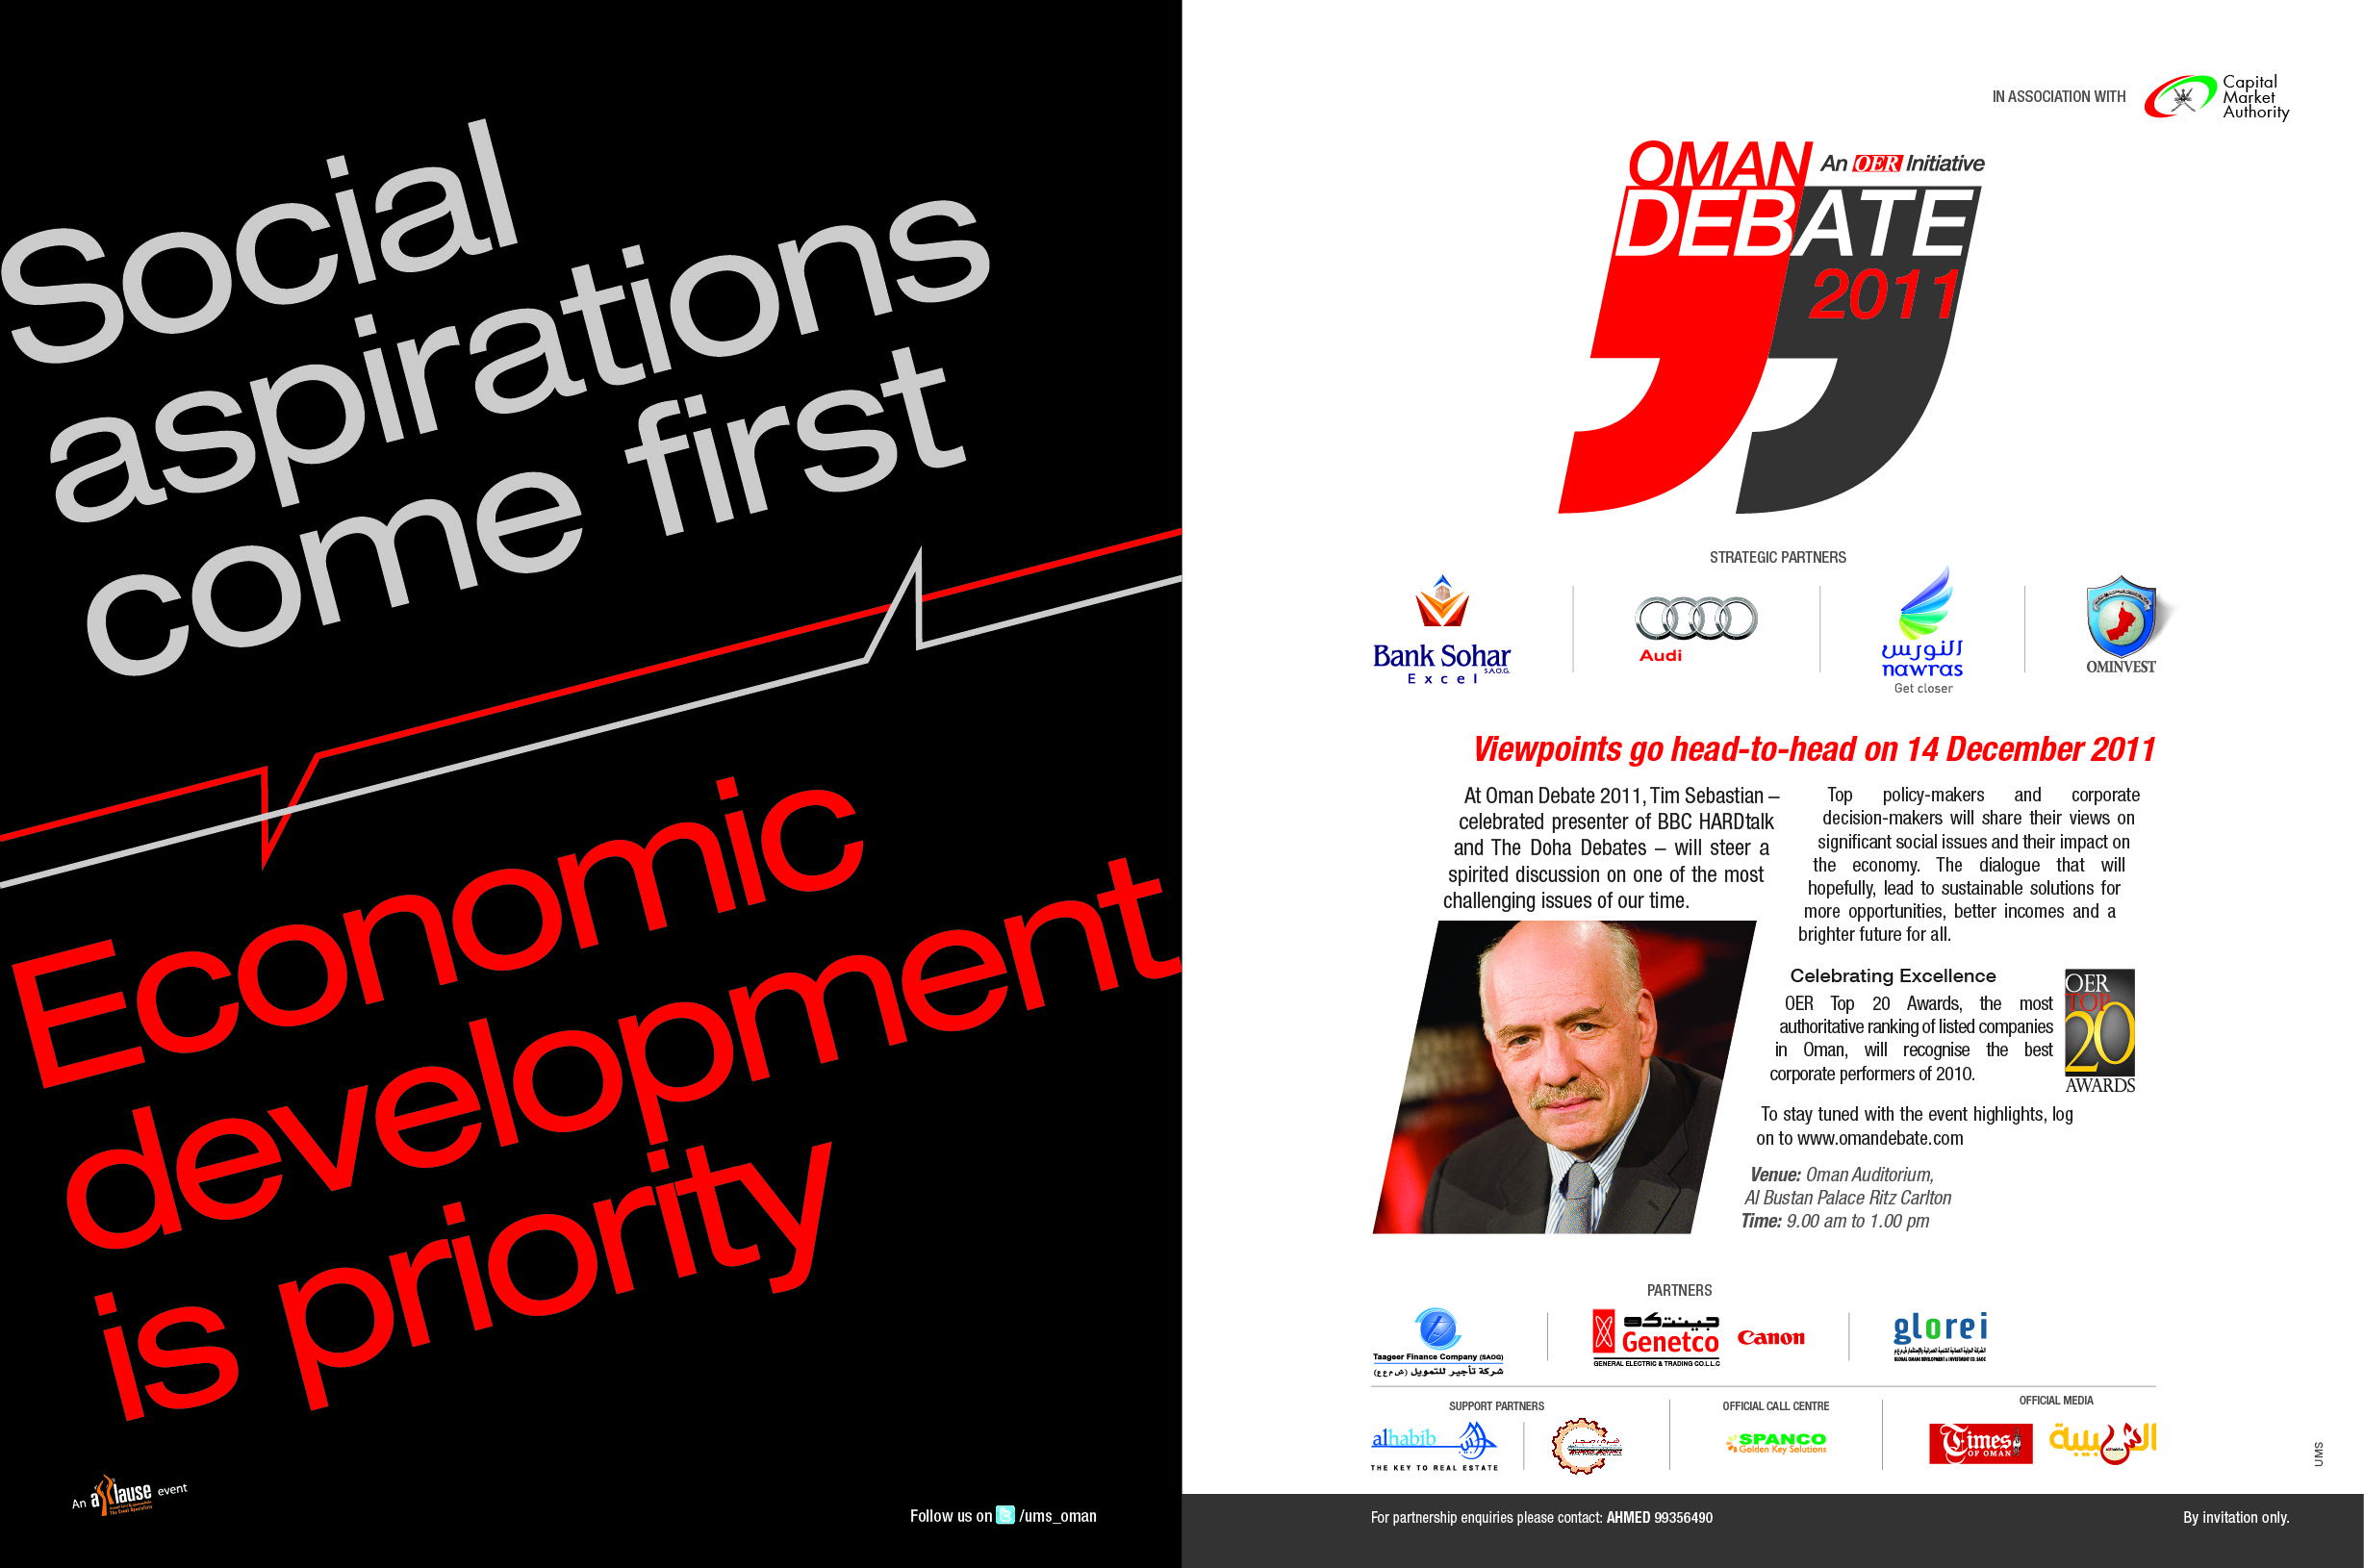 Social
aspirations
come first
Economic
development
is priority
An applause event
The Event Specialists
Follow us on /ums_oman
IN ASSOCIATION WITH
Capital
Market
Authority
OMAN
An OER Initiative
DEBATE
2011
STRATEGIC PARTNERS
Bank Sohar
S.A.O.G.
Excel
Audi
النورس
nawras
Get closer
OMINVEST
Viewpoints go head-to-head on 14 December 2011
At Oman Debate 2011, Tim Sebastian –
celebrated presenter of BBC HARDtalk
and The Doha Debates – will steer a
spirited discussion on one of the most
challenging issues of our time.
Top policy-makers and corporate
decision-makers will share their views on
significant social issues and their impact on
the economy. The dialogue that will
hopefully, lead to sustainable solutions for
more opportunities, better incomes and a
brighter future for all.
Celebrating Excellence
OER Top 20 Awards, the most
authoritative ranking of listed companies
in Oman, will recognise the best
corporate performers of 2010.
OER
TOP
20
AWARDS
To stay tuned with the event highlights, log
on to www.omandebate.com
Venue: Oman Auditorium,
Al Bustan Palace Ritz Carlton
Time: 9.00 am to 1.00 pm
PARTNERS
Taageer Finance Company (SAOG)
شركة تأجير للتمويل (ش م ع ع)
جينتكو
Genetco
GENERAL ELECTRIC & TRADING CO.L.L.C
Canon
glorei
GLOBAL OMANI DEVELOPMENT & INVESTMENT CO. SAOC
SUPPORT PARTNERS
alhabib
THE KEY TO REAL ESTATE
OFFICIAL CALL CENTRE
SPANCO
Golden Key Solutions
OFFICIAL MEDIA
Times
OF OMAN
الشبيبة
UMS
For partnership enquiries please contact: AHMED 99356490
By invitation only.